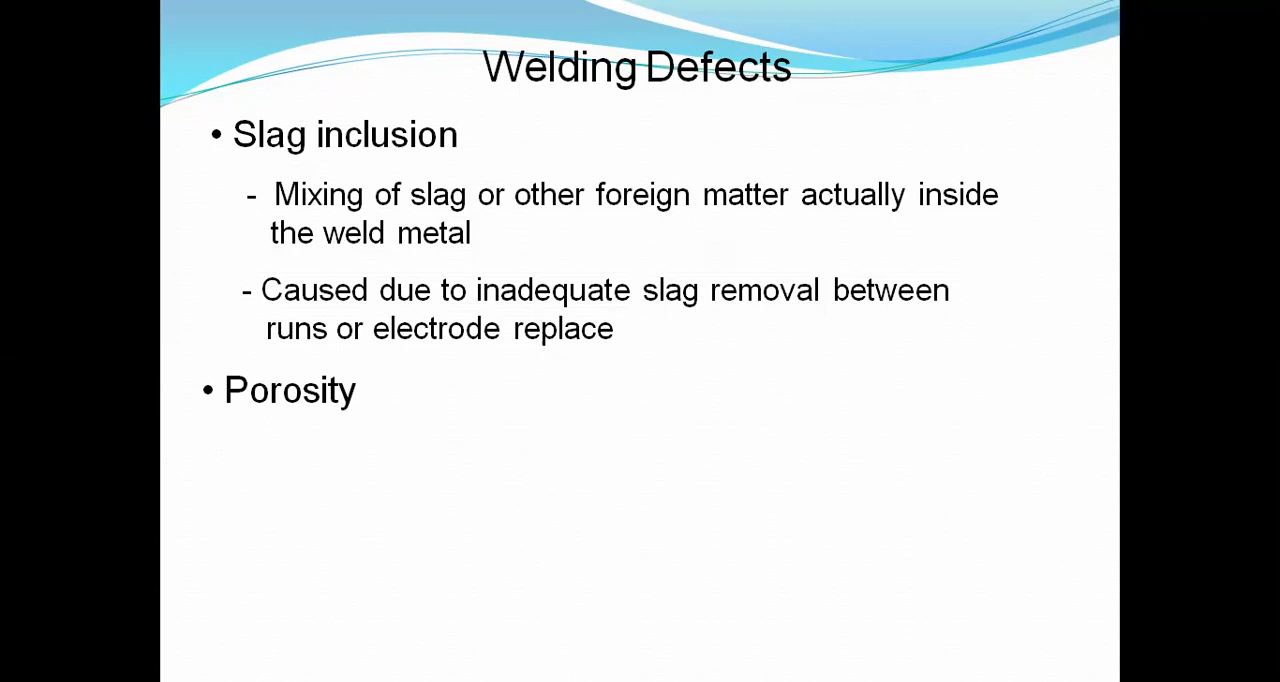 Welding Defects
• Slag inclusion
- Mixing of slag or other foreign matter actually inside
the weld metal
- Caused due to inadequate slag removal between
runs or electrode replace
• Porosity